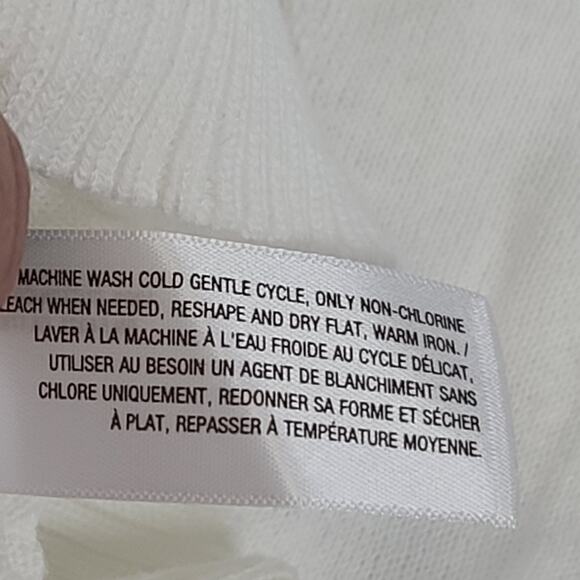 MACHINE WASH COLD GENTLE CYCLE, ONLY NON-CHLORINE
LEACH WHEN NEEDED, RESHAPE AND DRY FLAT, WARM IRON. /
LAVER À LA MACHINE À L'EAU FROIDE AU CYCLE DÉLICAT,
UTILISER AU BESOIN UN AGENT DE BLANCHIMENT SANS
CHLORE UNIQUEMENT, REDONNER SA FORME ET SÉCHER
À PLAT, REPASSER À TEMPÉRATURE MOYENNE.